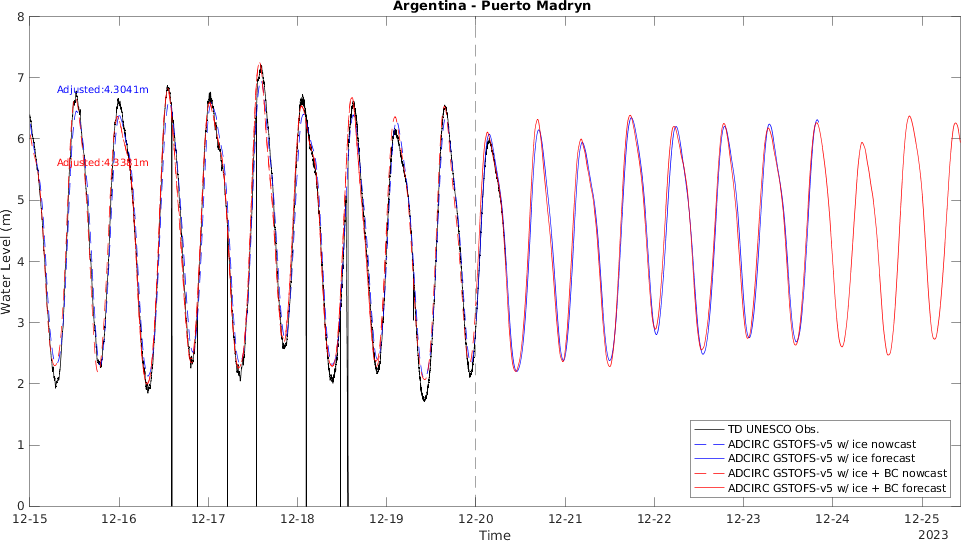 Argentina - Puerto Madryn
8
7
6
5
4
3
2
1
0
Water Level (m)
Adjusted:4.3041m
Adjusted:4.3381m
TD UNESCO Obs.
ADCIRC GSTOFS-v5 w/ ice nowcast
ADCIRC GSTOFS-v5 w/ ice forecast
ADCIRC GSTOFS-v5 w/ ice + BC nowcast
ADCIRC GSTOFS-v5 w/ ice + BC forecast
12-15 12-16 12-17 12-18 12-19 12-20 12-21 12-22 12-23 12-24 12-25
Time
2023